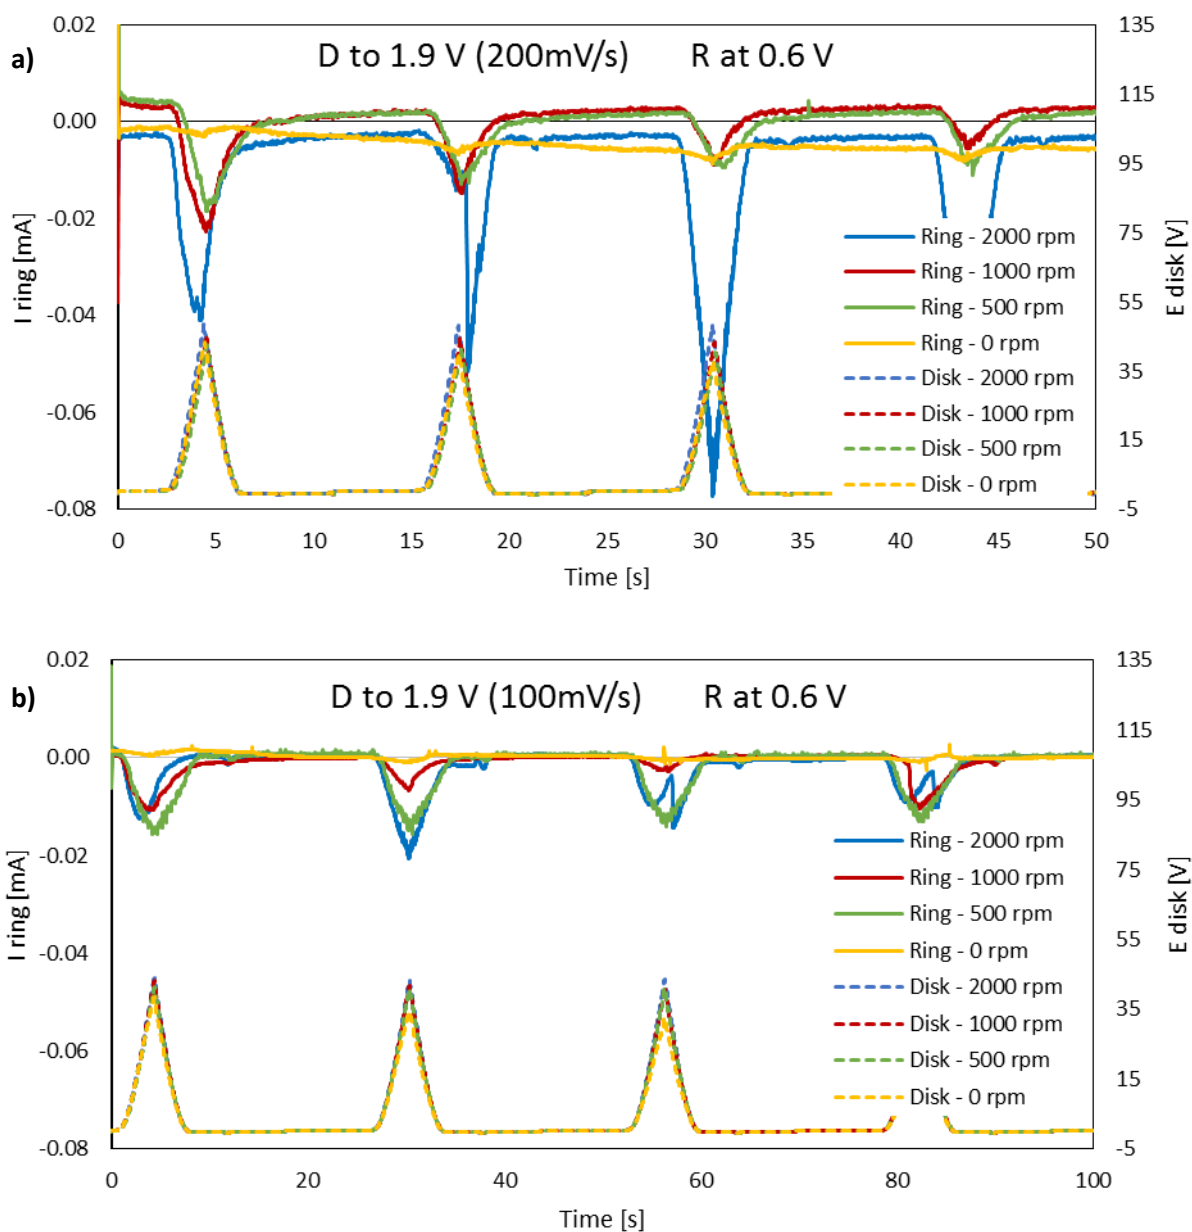 a)
D to 1.9 V (200mV/s) R at 0.6 V
I ring [mA]
0.02
0.00
-0.02
-0.04
-0.06
-0.08
135
115
95
75
55
35
15
-5
E disk [V]
Ring - 2000 rpm
Ring - 1000 rpm
Ring - 500 rpm
Ring - 0 rpm
Disk - 2000 rpm
Disk - 1000 rpm
Disk - 500 rpm
Disk - 0 rpm
0 5 10 15 20 25 30 35 40 45 50
Time [s]
b)
D to 1.9 V (100mV/s) R at 0.6 V
I ring [mA]
0.02
0.00
-0.02
-0.04
-0.06
-0.08
135
115
95
75
55
35
15
-5
E disk [V]
Ring - 2000 rpm
Ring - 1000 rpm
Ring - 500 rpm
Ring - 0 rpm
Disk - 2000 rpm
Disk - 1000 rpm
Disk - 500 rpm
Disk - 0 rpm
0 20 40 60 80 100
Time [s]